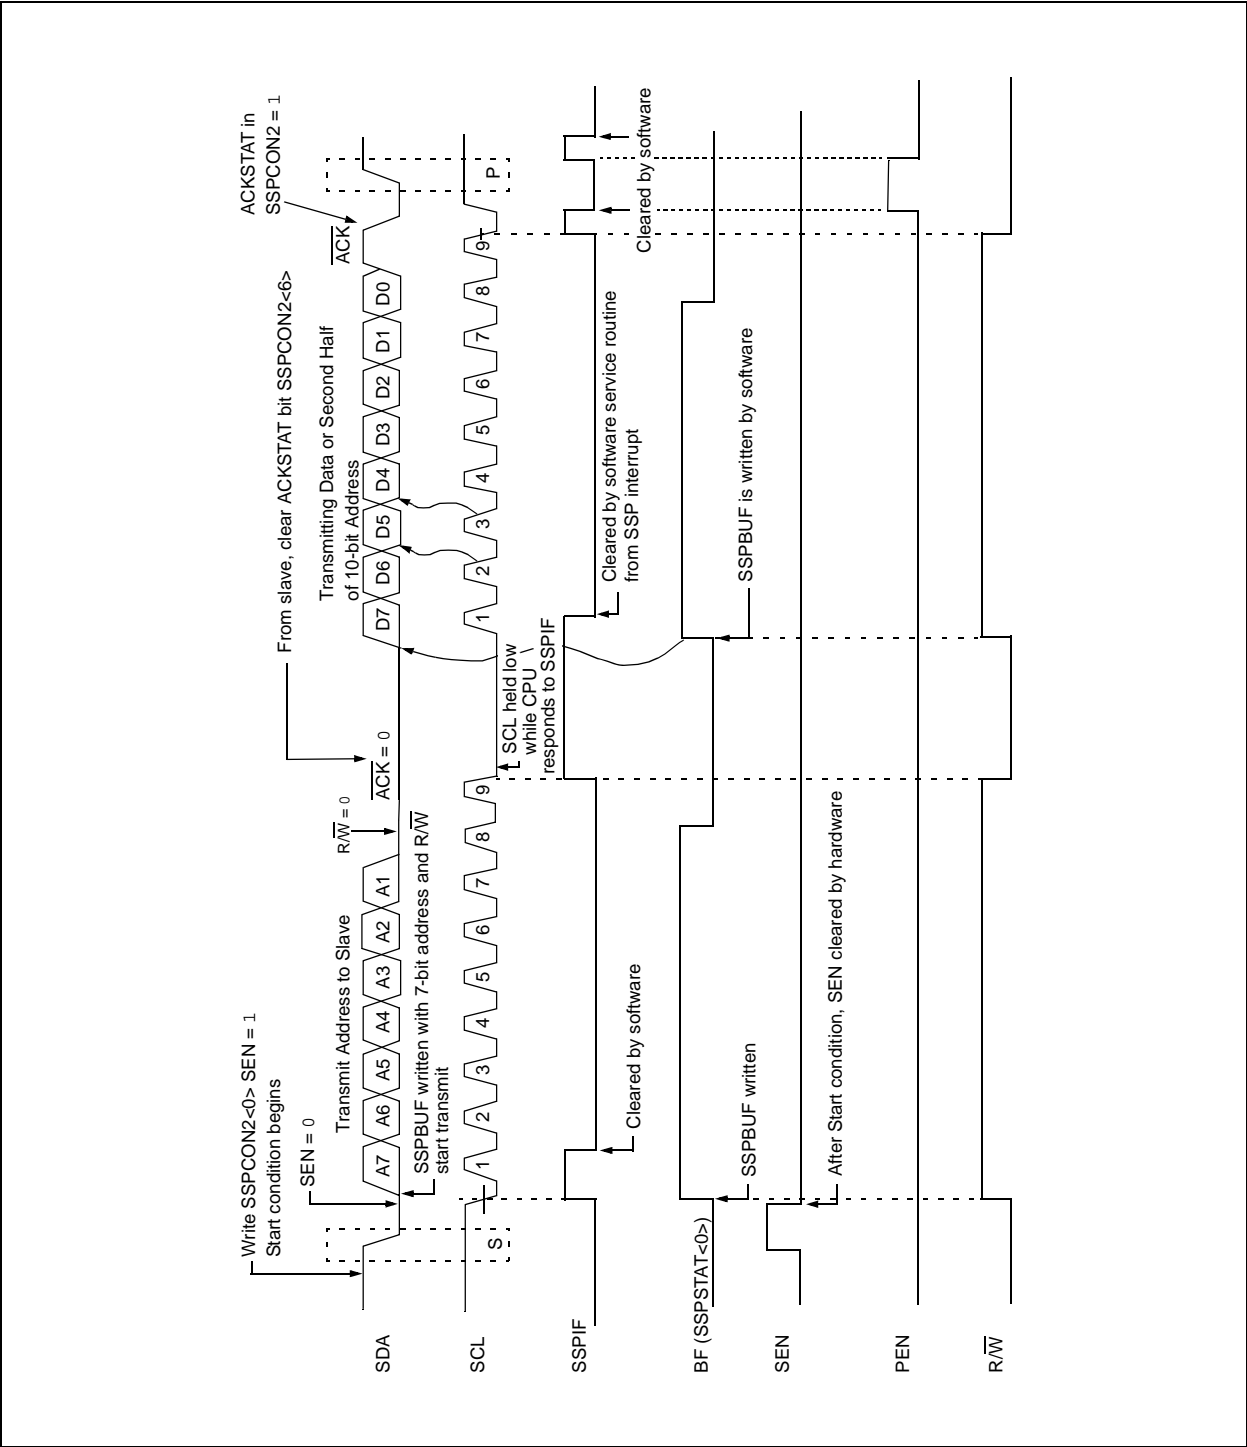 Write SSPCON2<0> SEN = 1
Start condition begins
SEN = 0
From slave, clear ACKSTAT bit SSPCON2<6>
ACKSTAT in
SSPCON2 = 1
Transmit Address to Slave
R/W = 0
ACK = 0
Transmitting Data or Second Half
of 10-bit Address
ACK
SDA
A7 A6 A5 A4 A3 A2 A1
D7 D6 D5 D4 D3 D2 D1 D0
SSPBUF written with 7-bit address and R/W
start transmit
SCL
S
1 2 3 4 5 6 7 8 9
1 2 3 4 5 6 7 8 9
P
SCL held low
while CPU
responds to SSPIF
SSPIF
Cleared by software
Cleared by software service routine
from SSP interrupt
Cleared by software
BF (SSPSTAT<0>)
SSPBUF written
SSPBUF is written by software
SEN
After Start condition, SEN cleared by hardware
PEN
R/W